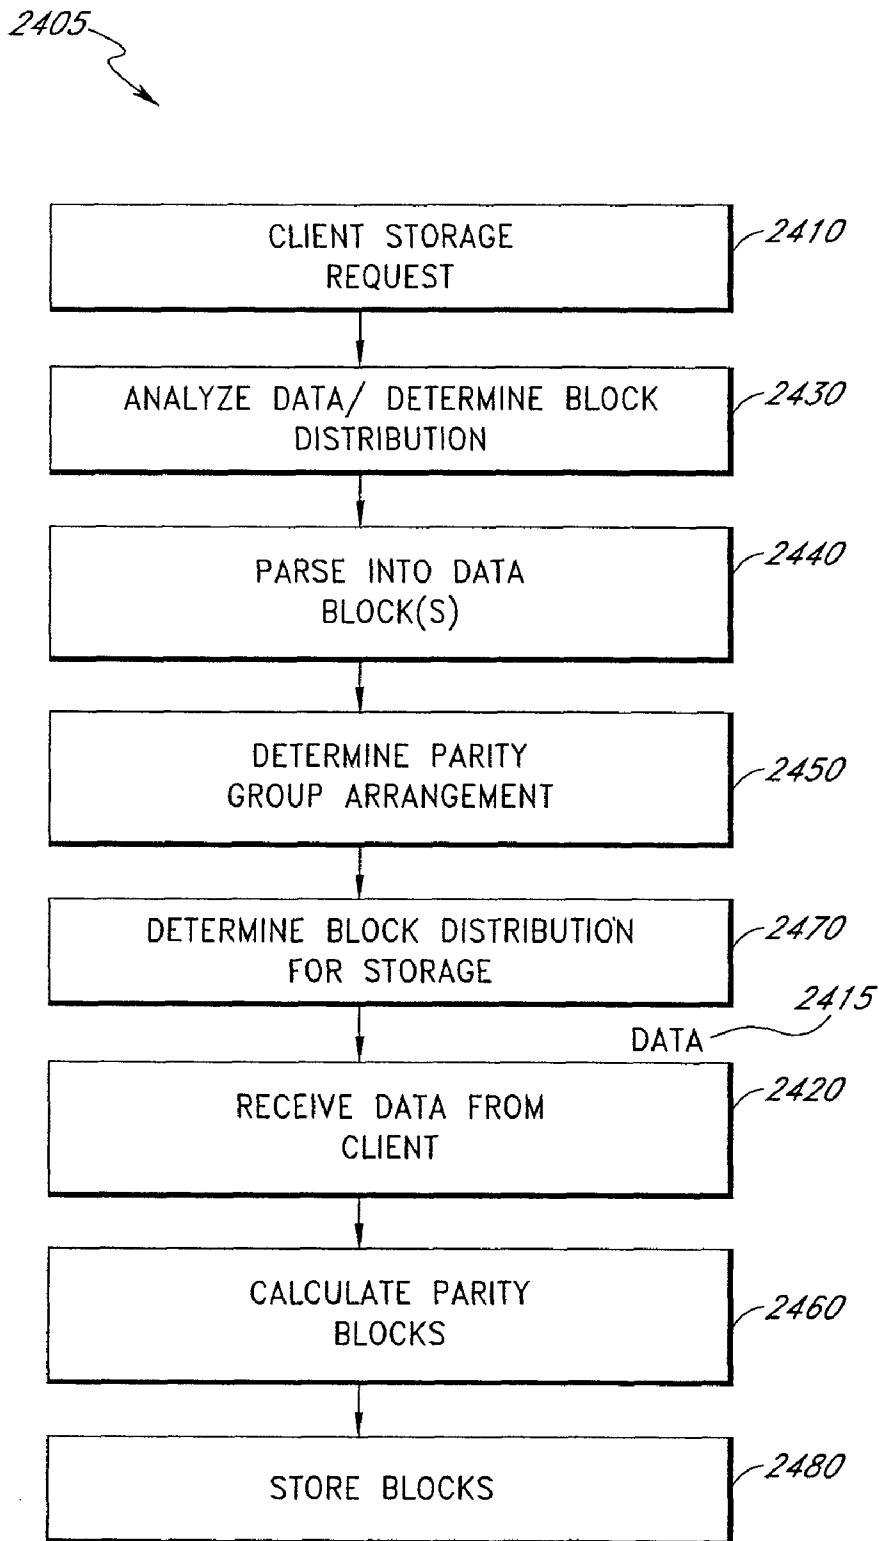 2405
CLIENT STORAGE
REQUEST
2410
ANALYZE DATA/ DETERMINE BLOCK
DISTRIBUTION
2430
PARSE INTO DATA
BLOCK(S)
2440
DETERMINE PARITY
GROUP ARRANGEMENT
2450
DETERMINE BLOCK DISTRIBUTION
FOR STORAGE
2470
DATA
2415
RECEIVE DATA FROM
CLIENT
2420
CALCULATE PARITY
BLOCKS
2460
STORE BLOCKS
2480